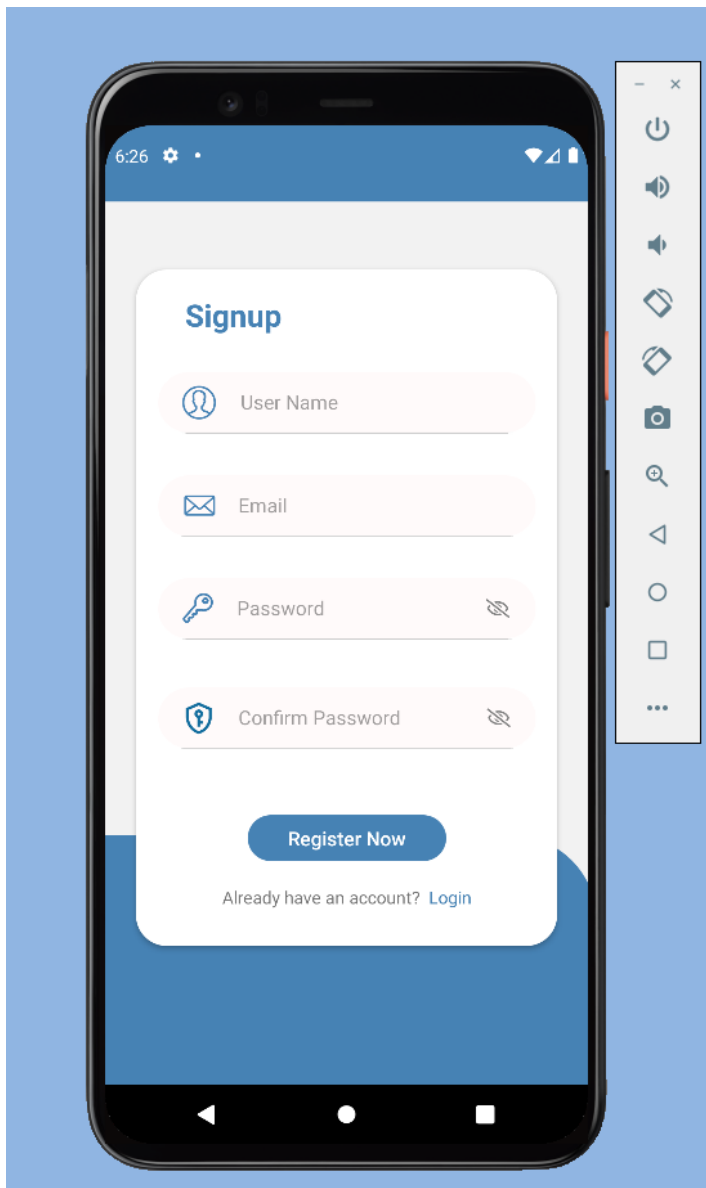 6:26
Signup
User Name
Email
Password
Confirm Password
Register Now
Already have an account? Login